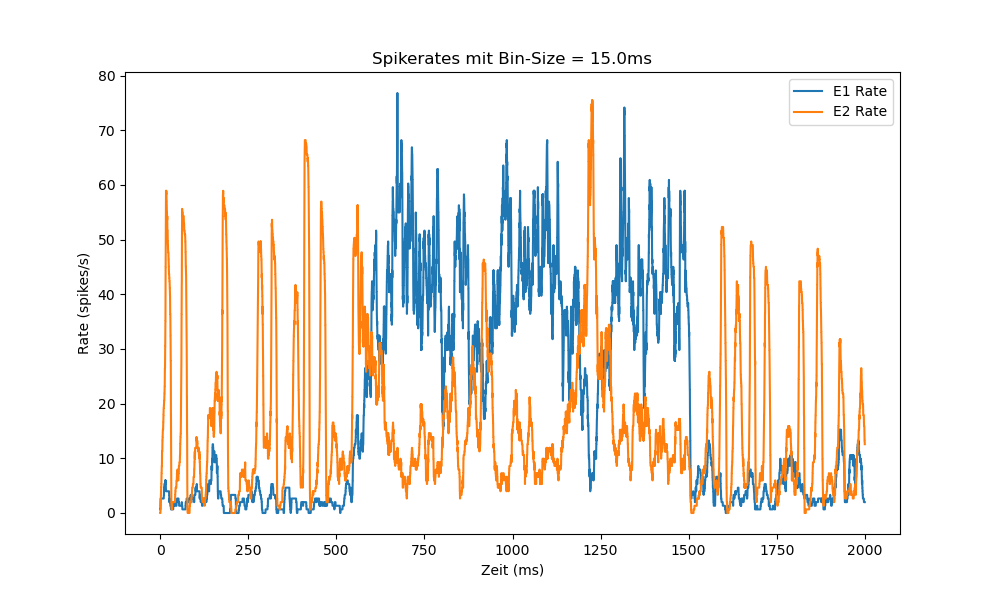 Spikerates mit Bin-Size = 15.0ms
E1 Rate
E2 Rate
Rate (spikes/s)
80
70
60
50
40
30
20
10
0
0 250 500 750 1000 1250 1500 1750 2000
Zeit (ms)